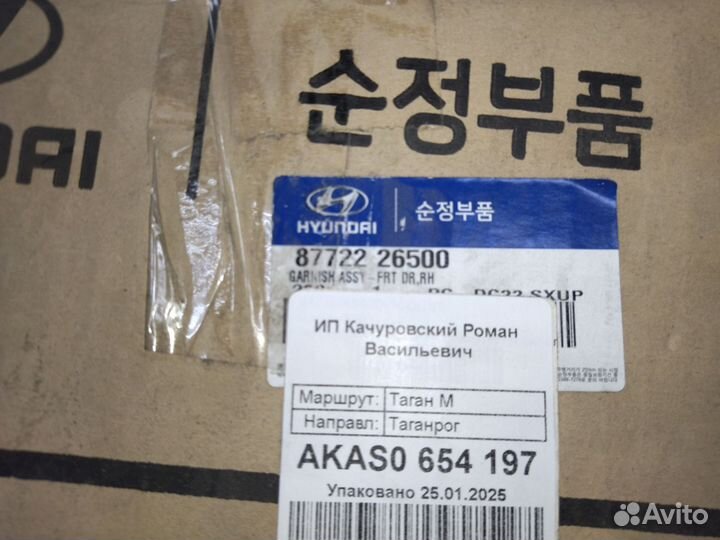 순정부품
HYUNDAI
순정부품
87722 26500
GARNISH ASSY - FRT DR,RH
SXUP
ИП Качуровский Роман
Васильевич
Маршрут: Таган М
Направл: Таганрог
AKAS0 654 197
Упаковано 25.01.2025
Avito